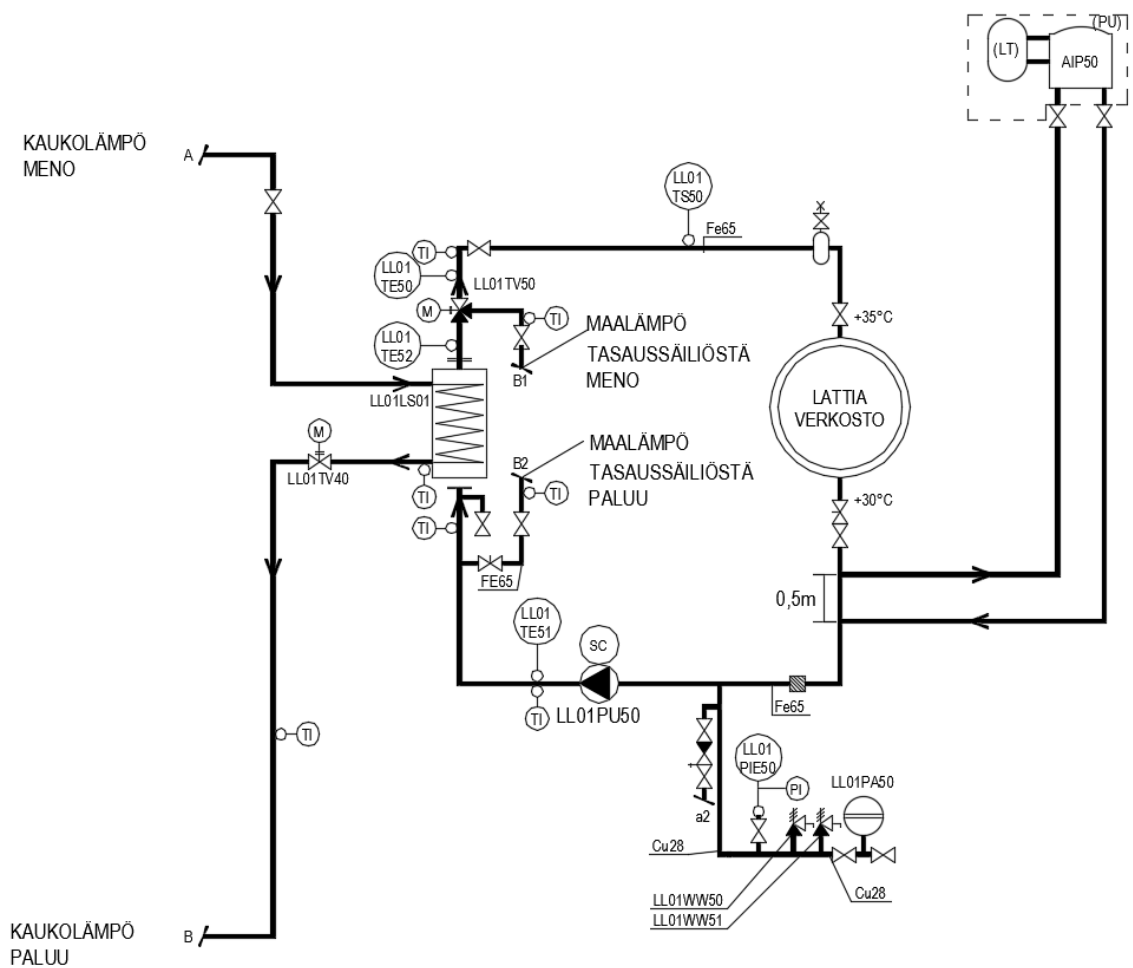 (PU)
(LT)
AIP50
KAUKOLÄMPÖ
MENO
A
LL01
TS50
Fe65
TI
LL01
TE50
LL01TV50
M
TI
+35°C
LL01
TE52
MAALÄMPÖ
TASAUSSÄILIÖSTÄ
MENO
B1
LL01LS01
LATTIA
VERKOSTO
M
LL01TV40
TI
B2
MAALÄMPÖ
TASAUSSÄILIÖSTÄ
PALUU
TI
+30°C
TI
FE65
0,5m
LL01
TE51
SC
TI
LL01PU50
Fe65
TI
LL01
PIE50
PI
LL01PA50
a2
Cu28
LL01WW50
LL01WW51
Cu28
KAUKOLÄMPÖ
PALUU
B